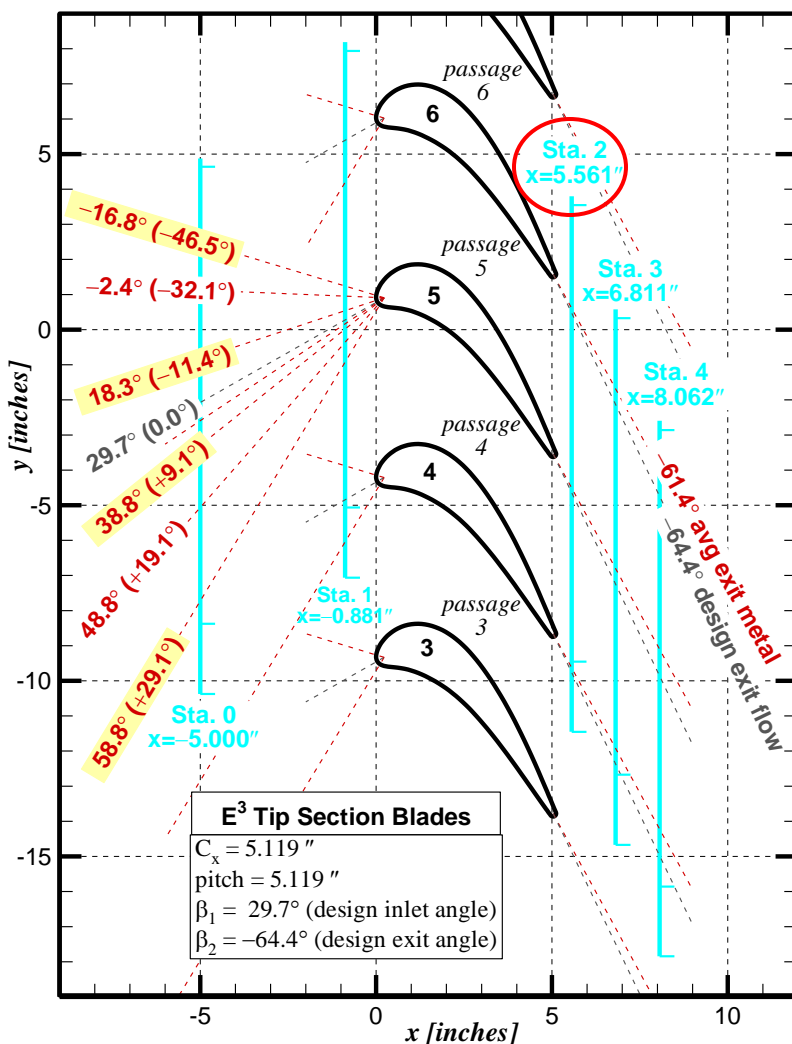 passage
6
6
Sta. 2
x=5.561″
5
−16.8° (−46.5°)
passage
5
−2.4° (−32.1°)
5
Sta. 3
x=6.811″
0
18.3° (−11.4°)
Sta. 4
x=8.062″
29.7° (0.0°)
passage
4
4
y [inches]
38.8° (+9.1°)
-5
48.8° (+19.1°)
−61.4° avg exit metal
−64.4° design exit flow
Sta. 1
x=−0.881″
passage
3
3
58.8° (+29.1°)
-10
Sta. 0
x=−5.000″
E³ Tip Section Blades
Cₓ = 5.119 ″
pitch = 5.119 ″
β₁ = 29.7° (design inlet angle)
β₂ = −64.4° (design exit angle)
-15
-5
0
5
10
x [inches]